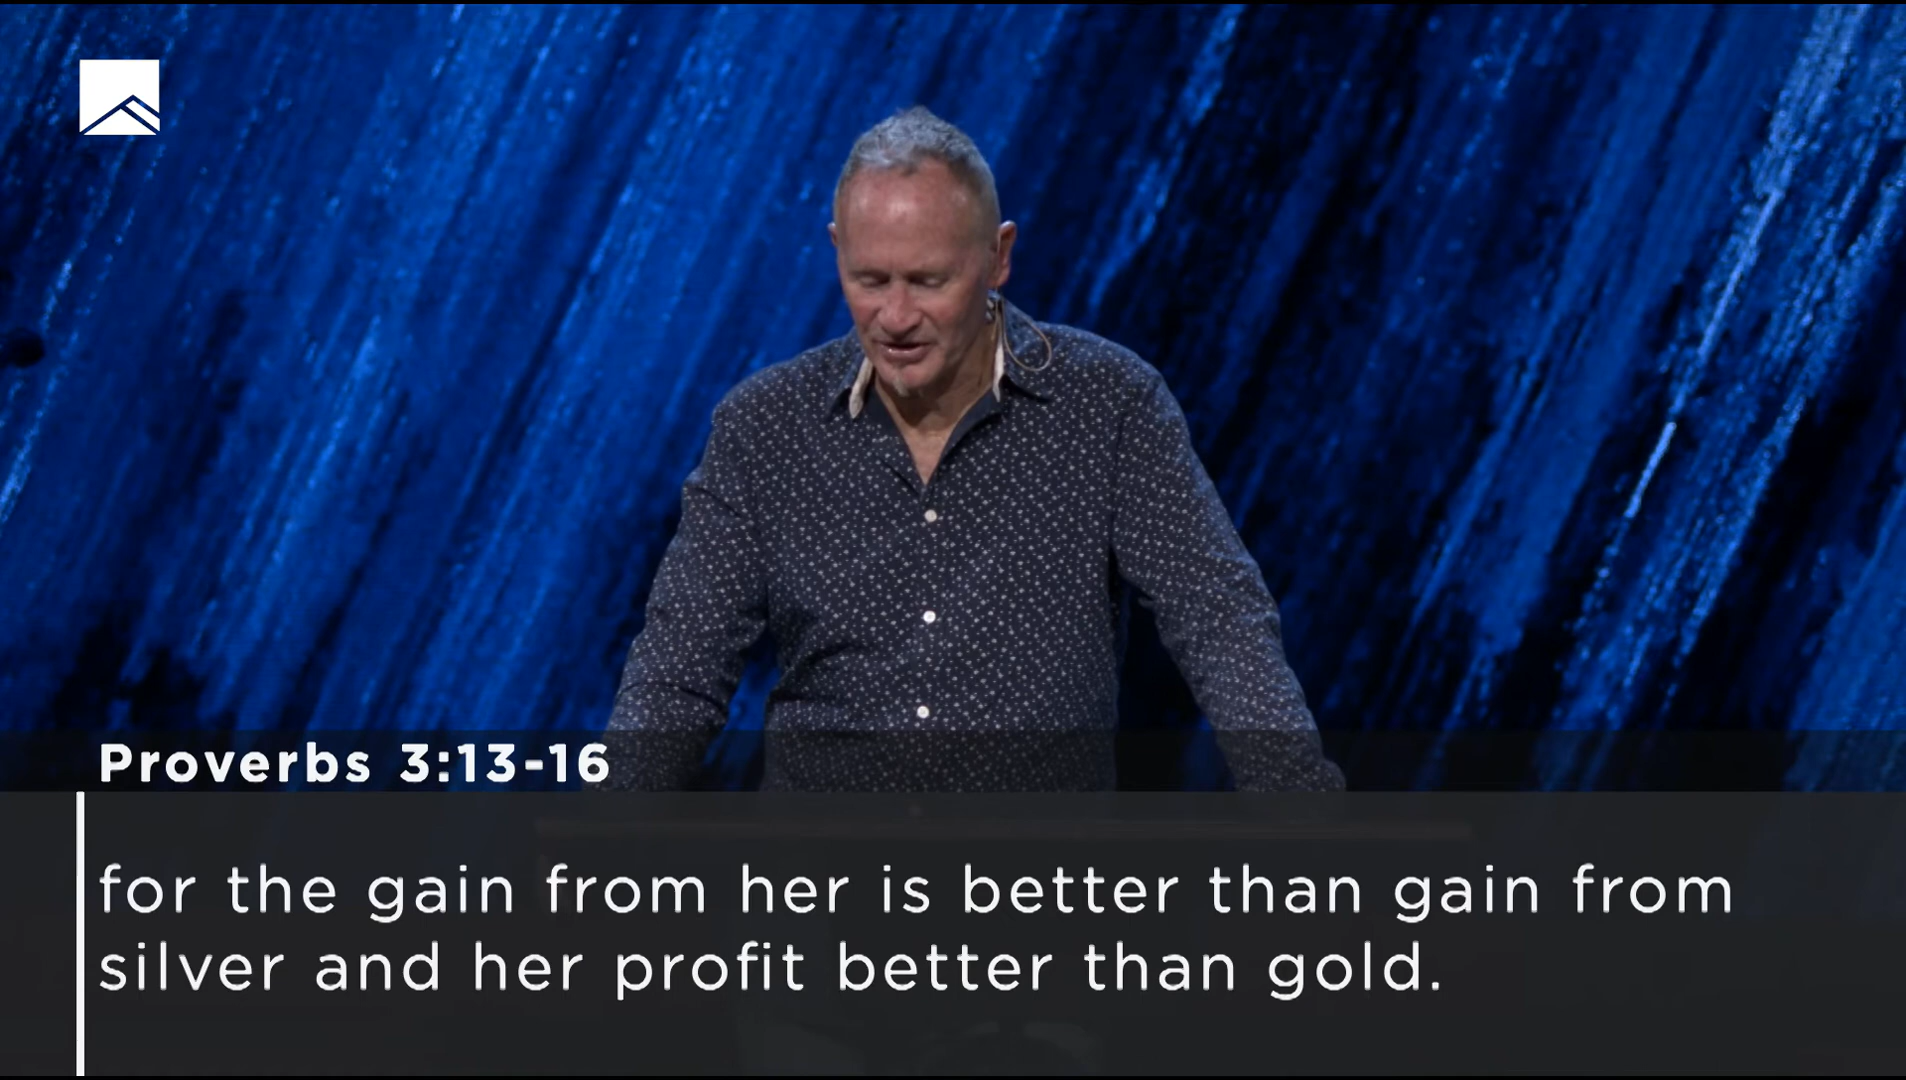 Proverbs 3:13-16
for the gain from her is better than gain from
silver and her profit better than gold.